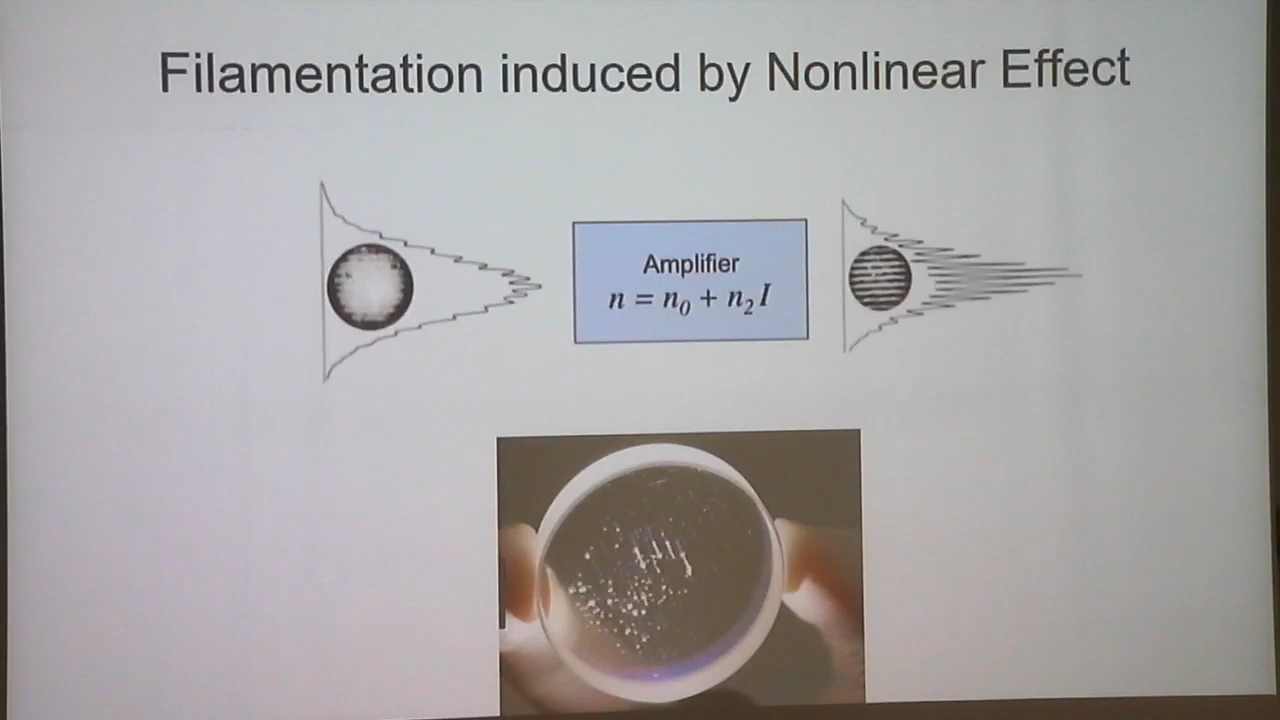 Filamentation induced by Nonlinear Effect
Amplifier
n = n₀ + n₂I